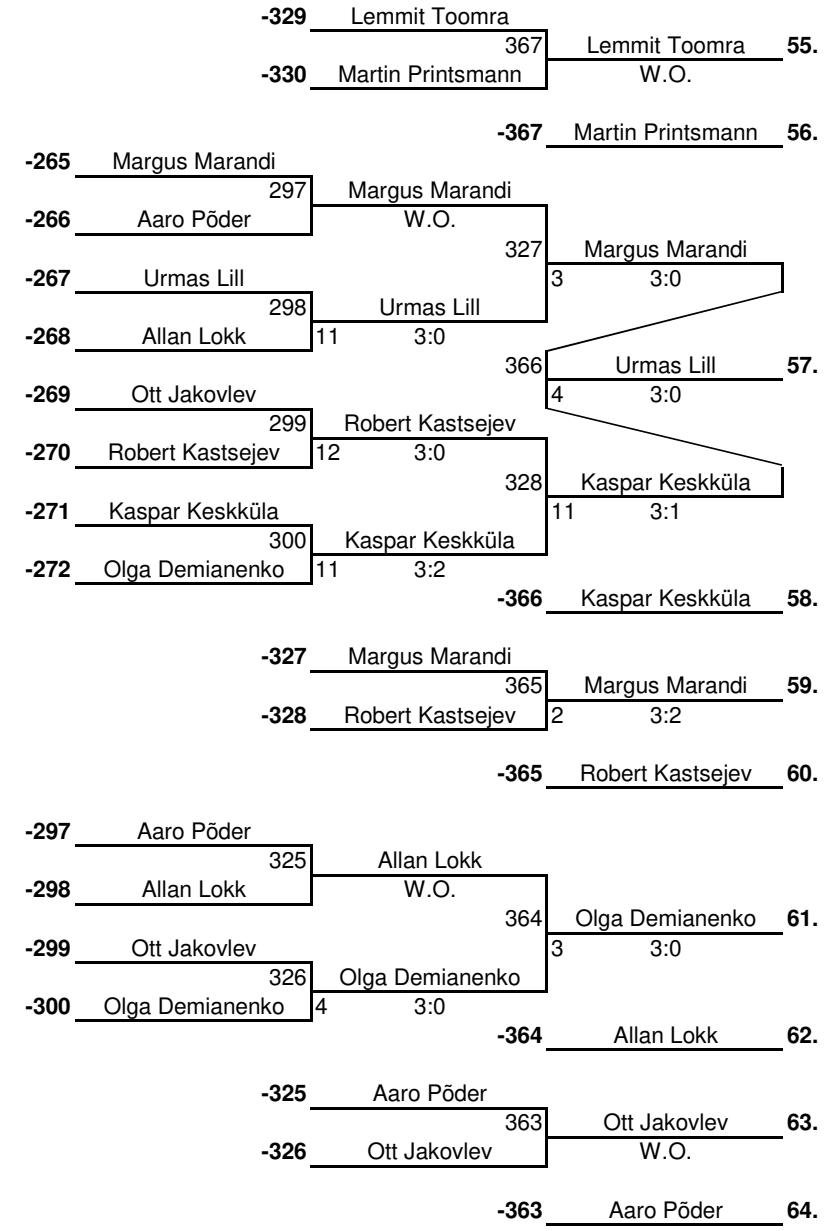 -329 Lemmit Toomra
367 Lemmit Toomra 55.
-330 Martin Printsmann W.O.
-367 Martin Printsmann 56.
-265 Margus Marandi
297 Margus Marandi
-266 Aaro Põder W.O.
327 Margus Marandi
-267 Urmas Lill 3 3:0
298 Urmas Lill
-268 Allan Lokk 11 3:0
366 Urmas Lill 57.
-269 Ott Jakovlev 4 3:0
299 Robert Kastsejev
-270 Robert Kastsejev 12 3:0
328 Kaspar Keskküla
-271 Kaspar Keskküla 11 3:1
300 Kaspar Keskküla
-272 Olga Demianenko 11 3:2
-366 Kaspar Keskküla 58.
-327 Margus Marandi
365 Margus Marandi 59.
-328 Robert Kastsejev 2 3:2
-365 Robert Kastsejev 60.
-297 Aaro Põder
325 Allan Lokk
-298 Allan Lokk W.O.
364 Olga Demianenko 61.
-299 Ott Jakovlev 3 3:0
326 Olga Demianenko
-300 Olga Demianenko 4 3:0
-364 Allan Lokk 62.
-325 Aaro Põder
363 Ott Jakovlev 63.
-326 Ott Jakovlev W.O.
-363 Aaro Põder 64.